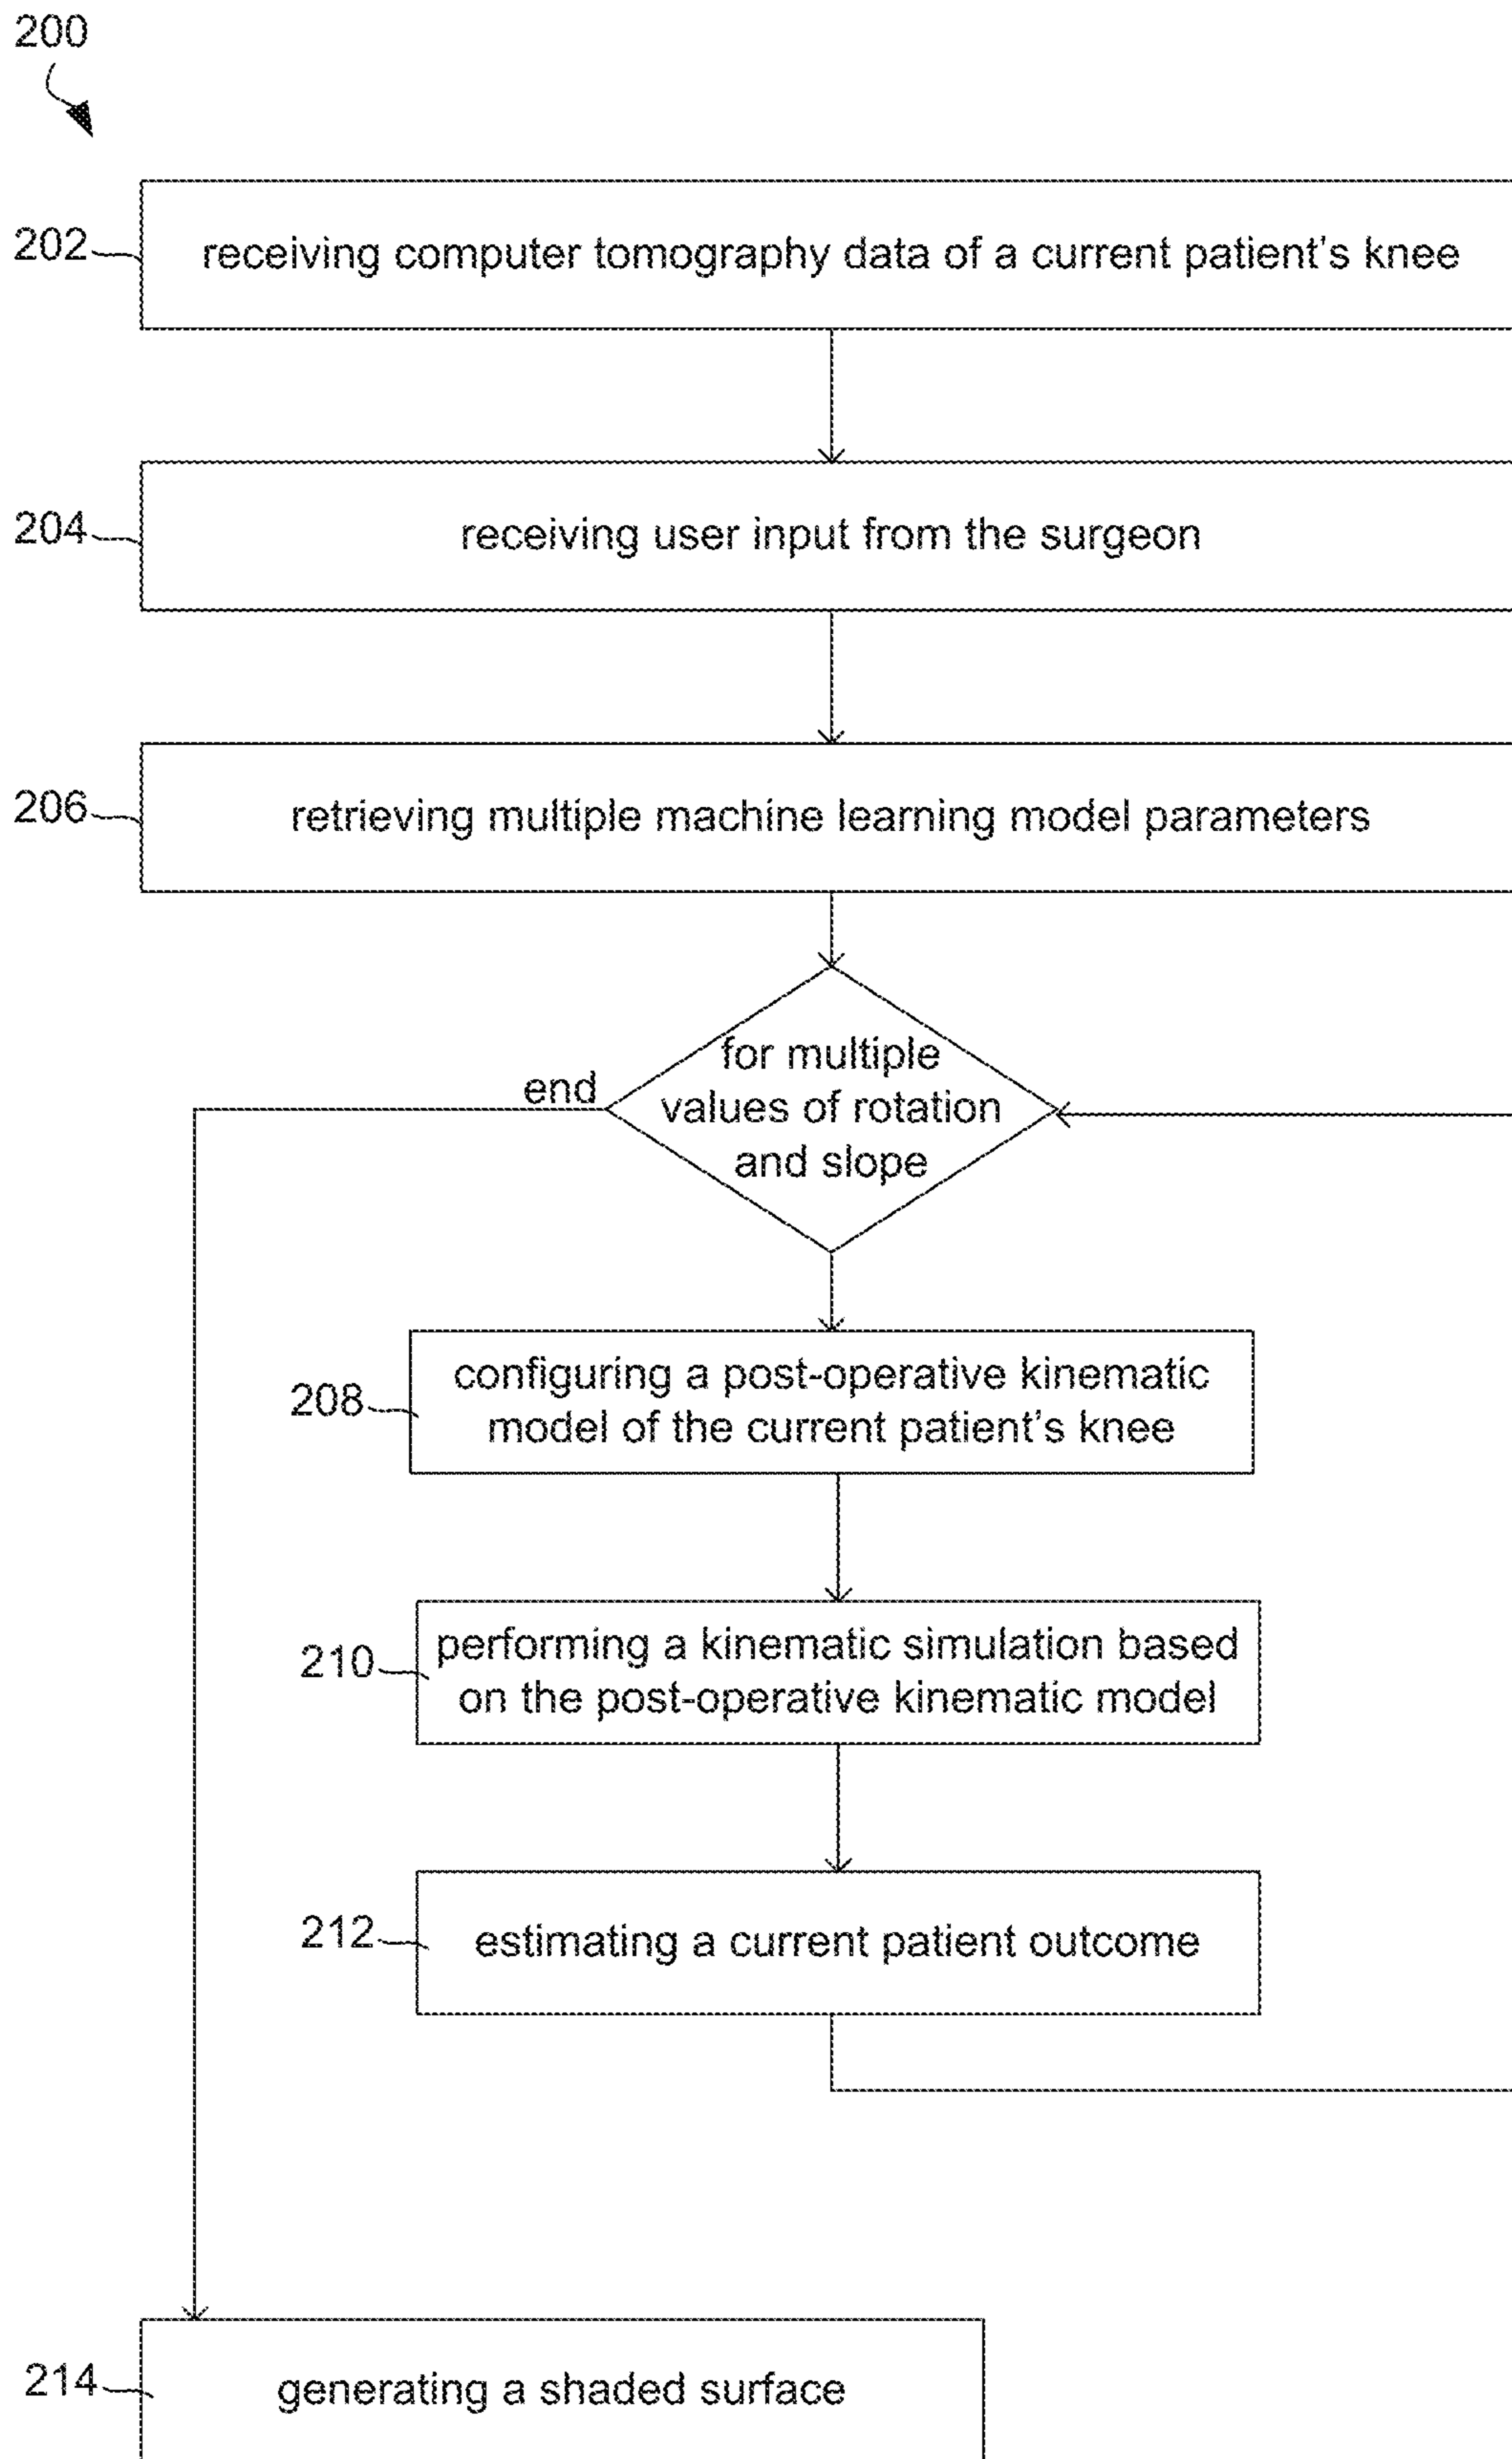 200
202
receiving computer tomography data of a current patient's knee
204
receiving user input from the surgeon
206
retrieving multiple machine learning model parameters
for multiple
values of rotation
and slope
end
208
configuring a post-operative kinematic
model of the current patient's knee
210
performing a kinematic simulation based
on the post-operative kinematic model
212
estimating a current patient outcome
214
generating a shaded surface